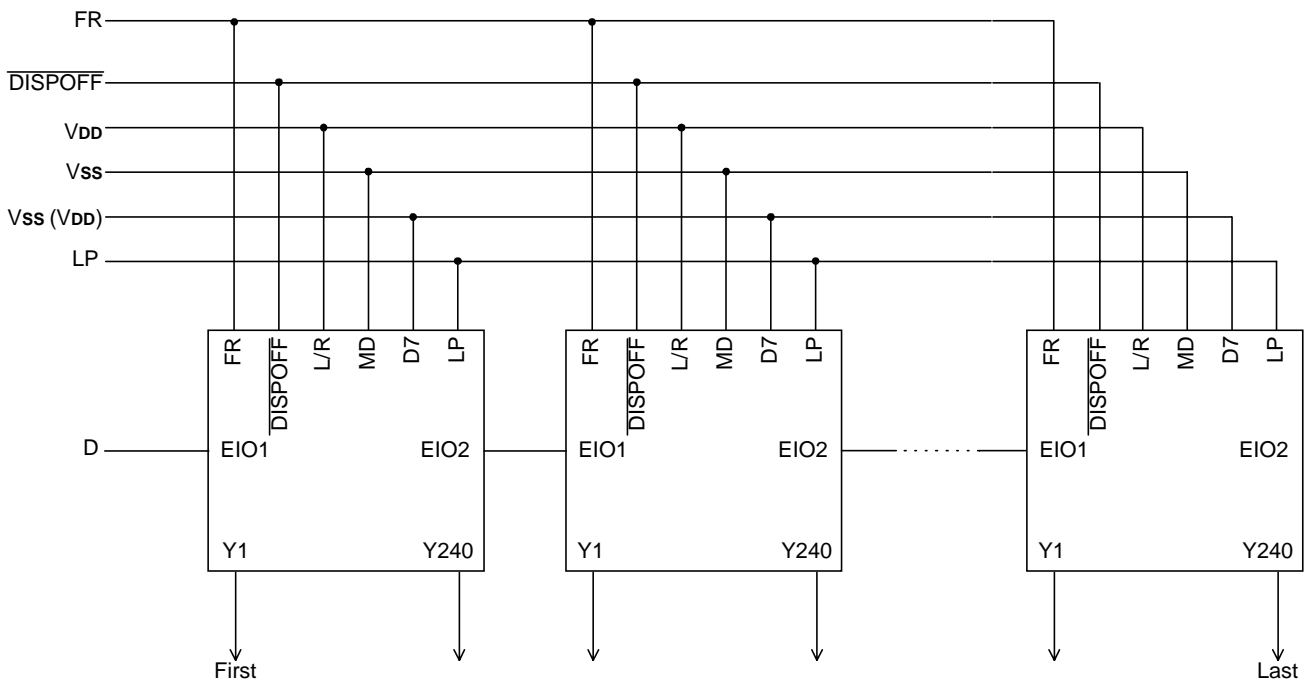 FR
DISPOFF
VDD
VSS
VSS (VDD)
LP
FR DISPOFF L/R MD D7 LP
FR DISPOFF L/R MD D7 LP
FR DISPOFF L/R MD D7 LP
D
EIO1 EIO2
EIO1 EIO2
EIO1 EIO2
Y1 Y240
Y1 Y240
Y1 Y240
First
Last